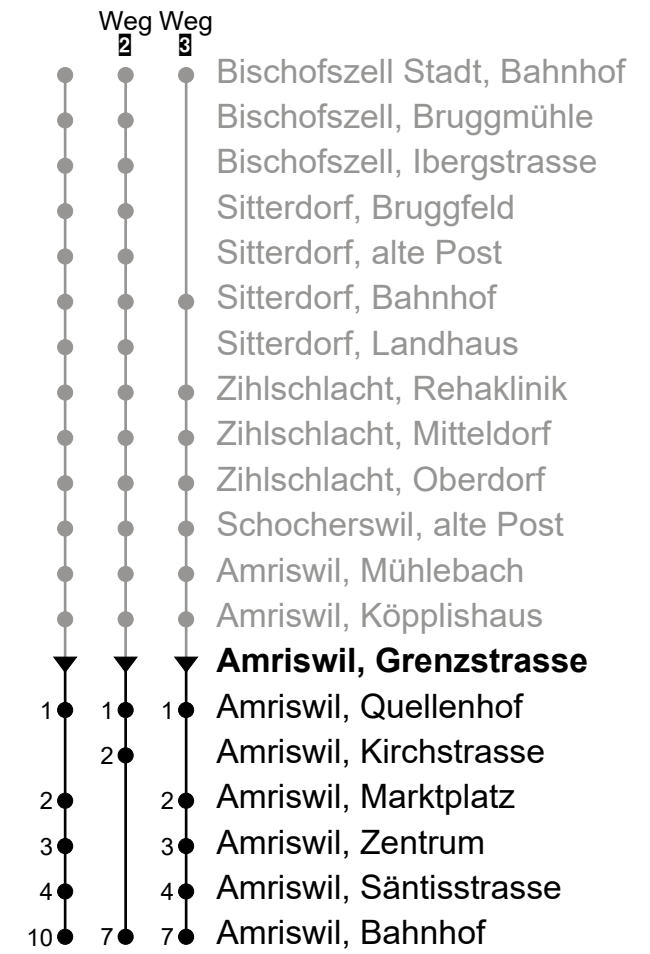 Weg Weg
2 3
Bischofszell Stadt, Bahnhof
Bischofszell, Bruggmühle
Bischofszell, Ibergstrasse
Sitterdorf, Bruggfeld
Sitterdorf, alte Post
Sitterdorf, Bahnhof
Sitterdorf, Landhaus
Zihlschlacht, Rehaklinik
Zihlschlacht, Mitteldorf
Zihlschlacht, Oberdorf
Schocherswil, alte Post
Amriswil, Mühlebach
Amriswil, Köpplishaus
Amriswil, Grenzstrasse
1 1 1 Amriswil, Quellenhof
2 Amriswil, Kirchstrasse
2 2 Amriswil, Marktplatz
3 3 Amriswil, Zentrum
4 4 Amriswil, Säntisstrasse
10 7 7 Amriswil, Bahnhof